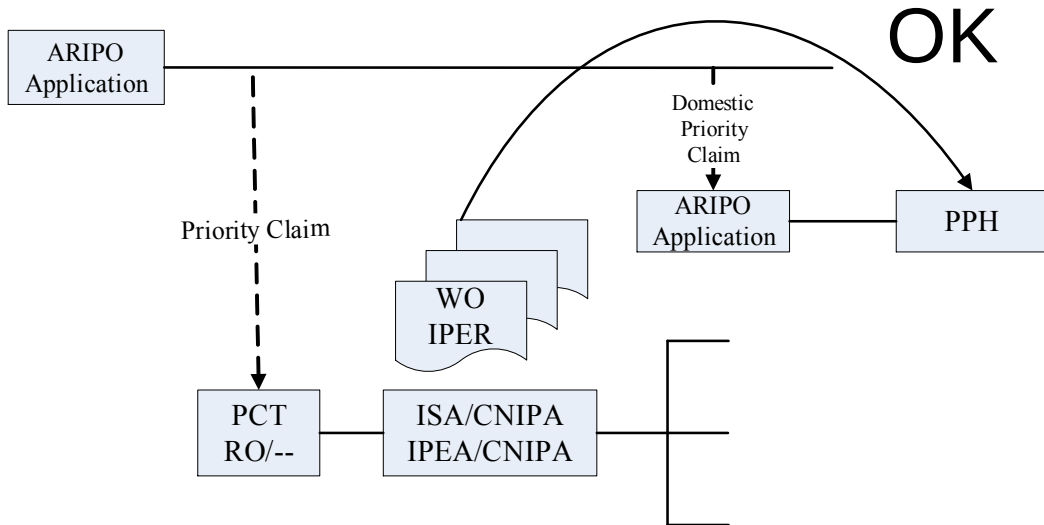 OK
ARIPO
Application
Domestic
Priority
Claim
ARIPO
Application
PPH
Priority Claim
WO
IPER
PCT
RO/--
ISA/CNIPA
IPEA/CNIPA